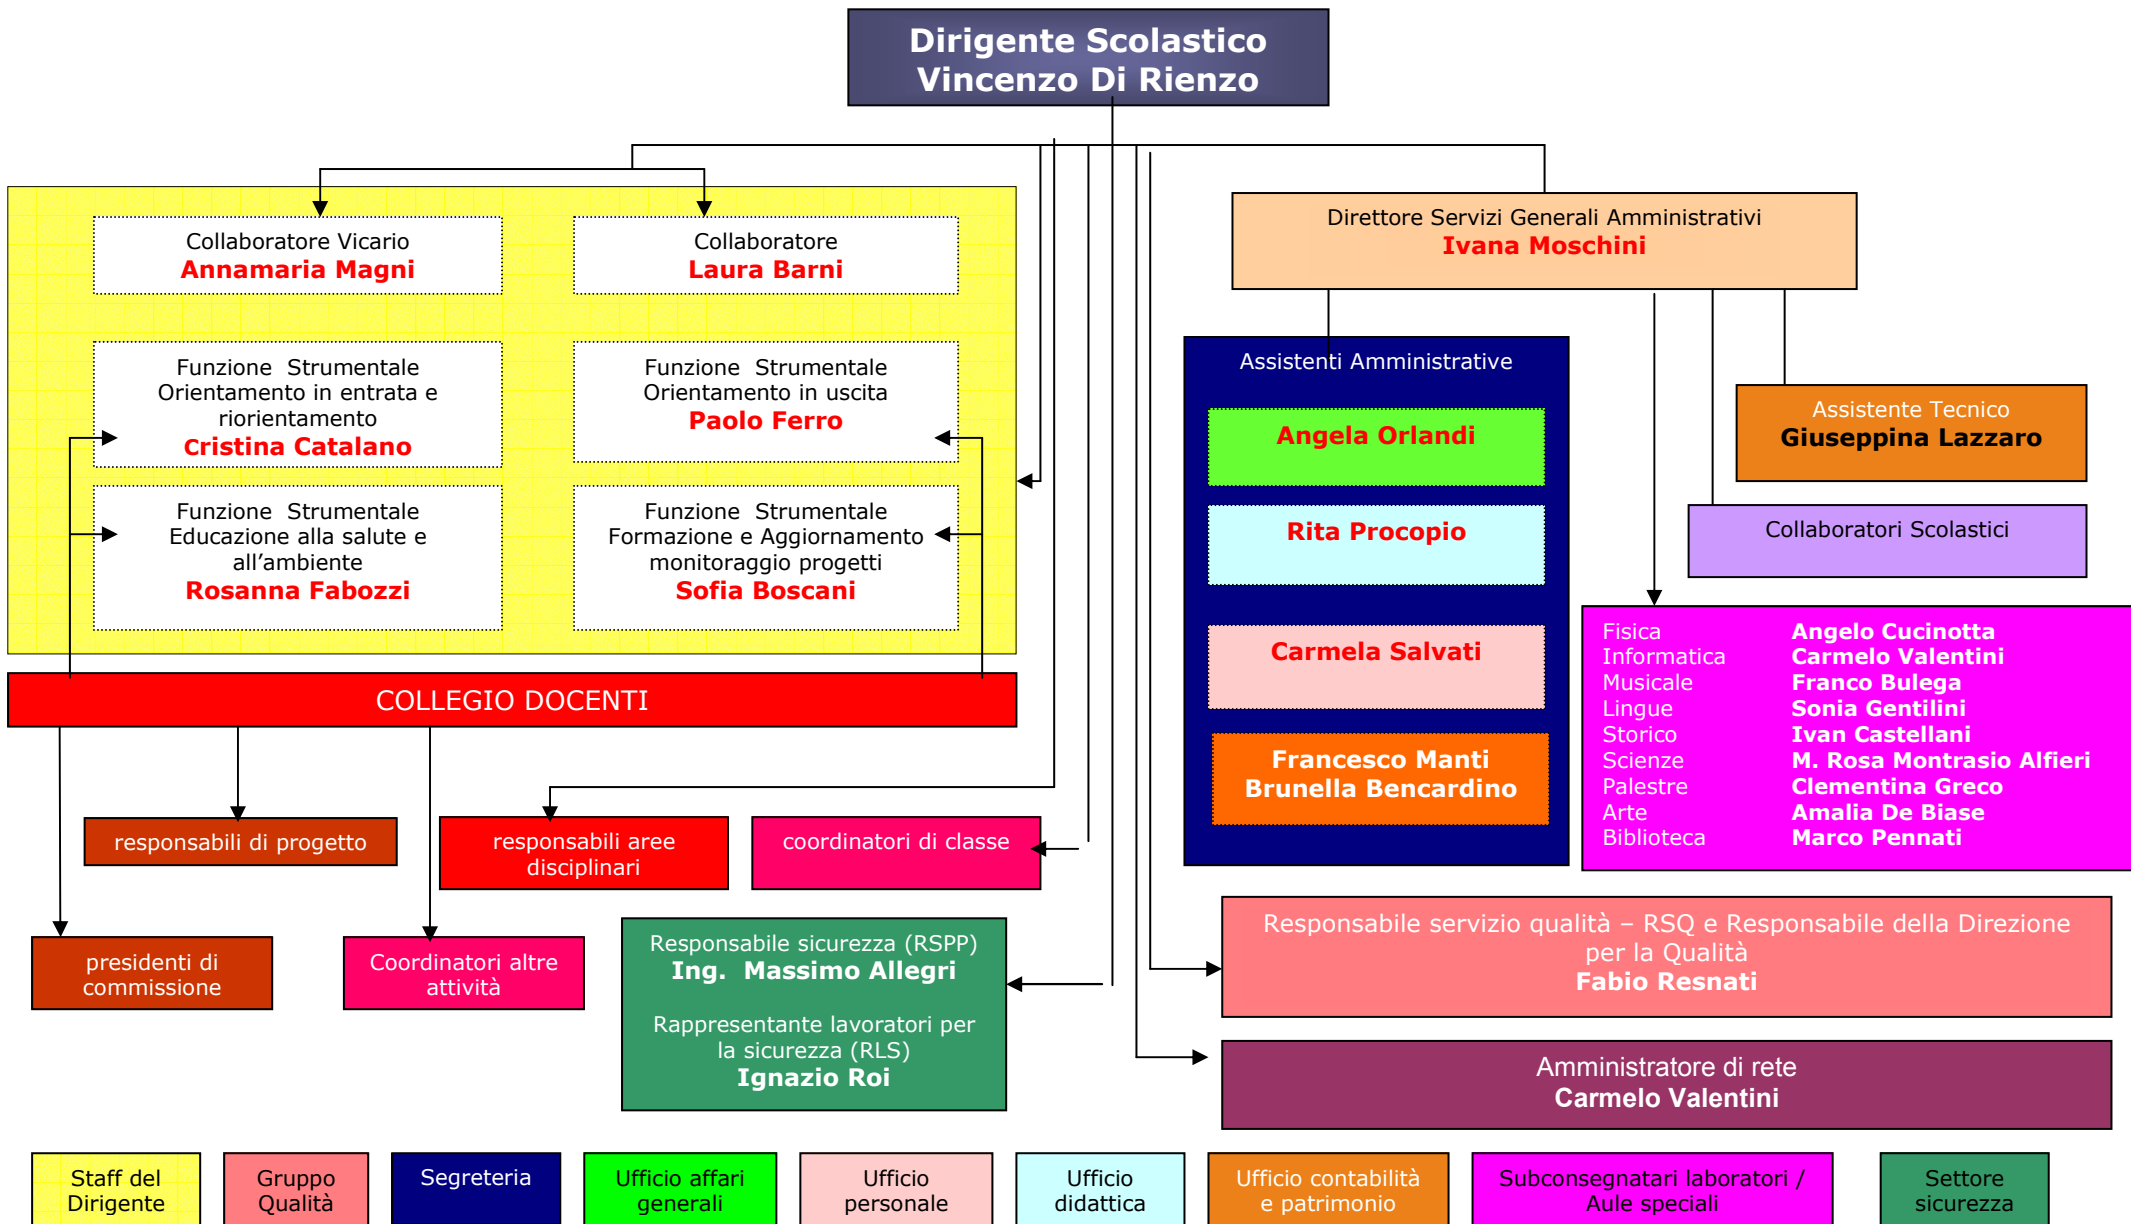 Dirigente Scolastico
Vincenzo Di Rienzo
Collaboratore Vicario
Annamaria Magni
Collaboratore
Laura Barni
Direttore Servizi Generali Amministrativi
Ivana Moschini
Funzione Strumentale
Orientamento in entrata e
riorientamento
Cristina Catalano
Funzione Strumentale
Orientamento in uscita
Paolo Ferro
Funzione Strumentale
Educazione alla salute e
all'ambiente
Rosanna Fabozzi
Funzione Strumentale
Formazione e Aggiornamento
monitoraggio progetti
Sofia Boscani
Assistenti Amministrative
Angela Orlandi
Rita Procopio
Carmela Salvati
Francesco Manti
Brunella Bencardino
Assistente Tecnico
Giuseppina Lazzaro
Collaboratori Scolastici
Fisica Angelo Cucinotta
Informatica Carmelo Valentini
Musicale Franco Bulega
Lingue Sonia Gentilini
Storico Ivan Castellani
Scienze M. Rosa Montrasio Alfieri
Palestre Clementina Greco
Arte Amalia De Biase
Biblioteca Marco Pennati
COLLEGIO DOCENTI
responsabili di progetto
responsabili aree
disciplinari
coordinatori di classe
presidenti di
commissione
Coordinatori altre
attività
Responsabile sicurezza (RSPP)
Ing. Massimo Allegri
Rappresentante lavoratori per
la sicurezza (RLS)
Ignazio Roi
Responsabile servizio qualità – RSQ e Responsabile della Direzione
per la Qualità
Fabio Resnati
Amministratore di rete
Carmelo Valentini
Staff del
Dirigente
Gruppo
Qualità
Segreteria
Ufficio affari
generali
Ufficio
personale
Ufficio
didattica
Ufficio contabilità
e patrimonio
Subconsegnatari laboratori /
Aule speciali
Settore
sicurezza